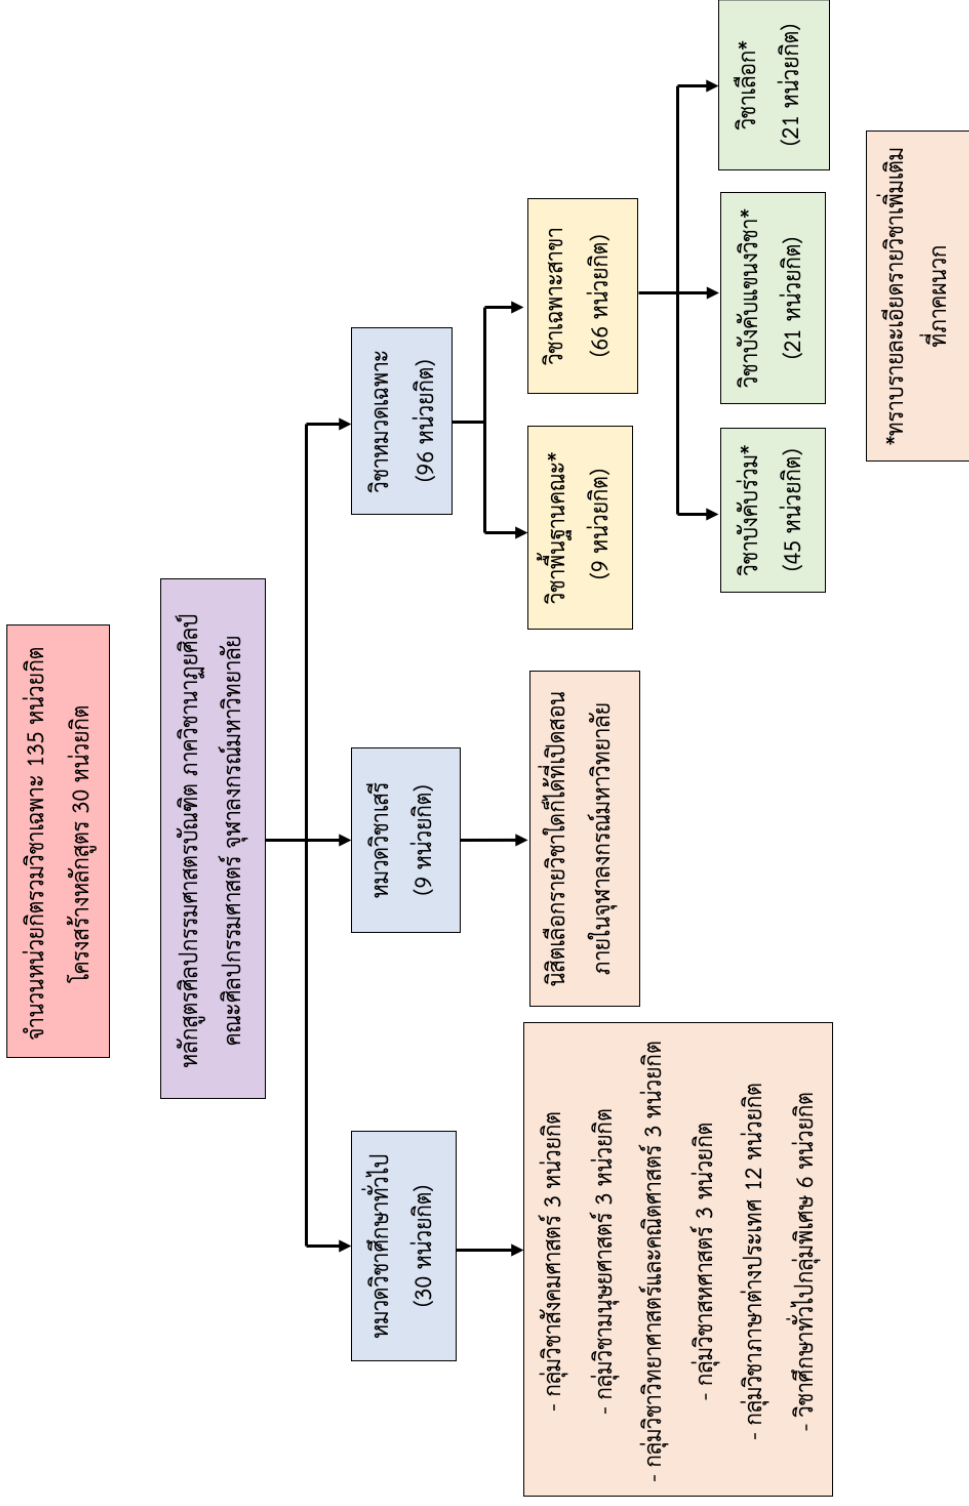 จำนวนหน่วยกิตรวมวิชาเฉพาะ 135 หน่วยกิต
โครงสร้างหลักสูตร 30 หน่วยกิต
หลักสูตรศิลปกรรมศาสตรบัณฑิต ภาควิชานาฏยศิลป์
คณะศิลปกรรมศาสตร์ จุฬาลงกรณ์มหาวิทยาลัย
หมวดวิชาศึกษาทั่วไป
(30 หน่วยกิต)
หมวดวิชาเสรี
(9 หน่วยกิต)
วิชาหมวดเฉพาะ
(96 หน่วยกิต)
- กลุ่มวิชาสังคมศาสตร์ 3 หน่วยกิต
- กลุ่มวิชามนุษยศาสตร์ 3 หน่วยกิต
- กลุ่มวิชาวิทยาศาสตร์และคณิตศาสตร์ 3 หน่วยกิต
- กลุ่มวิชาสหศาสตร์ 3 หน่วยกิต
- กลุ่มวิชาภาษาต่างประเทศ 12 หน่วยกิต
- วิชาศึกษาทั่วไปกลุ่มพิเศษ 6 หน่วยกิต
นิสิตเลือกรายวิชาใดก็ได้ที่เปิดสอน
ภายในจุฬาลงกรณ์มหาวิทยาลัย
วิชาพื้นฐานคณะ*
(9 หน่วยกิต)
วิชาเฉพาะสาขา
(66 หน่วยกิต)
วิชาบังคับร่วม*
(45 หน่วยกิต)
วิชาบังคับแขนงวิชา*
(21 หน่วยกิต)
วิชาเลือก*
(21 หน่วยกิต)
*ทราบรายละเอียดรายวิชาเพิ่มเติม
ที่ภาคผนวก